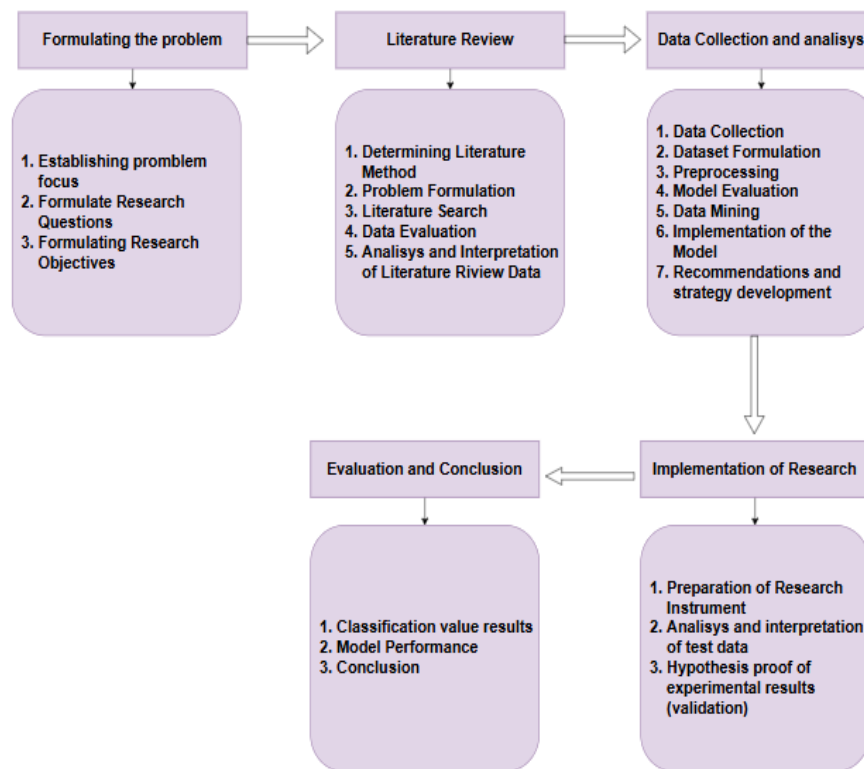 Formulating the problem
Literature Review
Data Collection and analisys
1. Establishing promblem
focus
2. Formulate Research
Questions
3. Formulating Research
Objectives
1. Determining Literature
Method
2. Problem Formulation
3. Literature Search
4. Data Evaluation
5. Analisys and Interpretation
of Literature Riview Data
1. Data Collection
2. Dataset Formulation
3. Preprocessing
4. Model Evaluation
5. Data Mining
6. Implementation of the
Model
7. Recommendations and
strategy development
Evaluation and Conclusion
Implementation of Research
1. Classification value results
2. Model Performance
3. Conclusion
1. Preparation of Research
Instrument
2. Analisys and interpretation
of test data
3. Hypothesis proof of
experimental results
(validation)